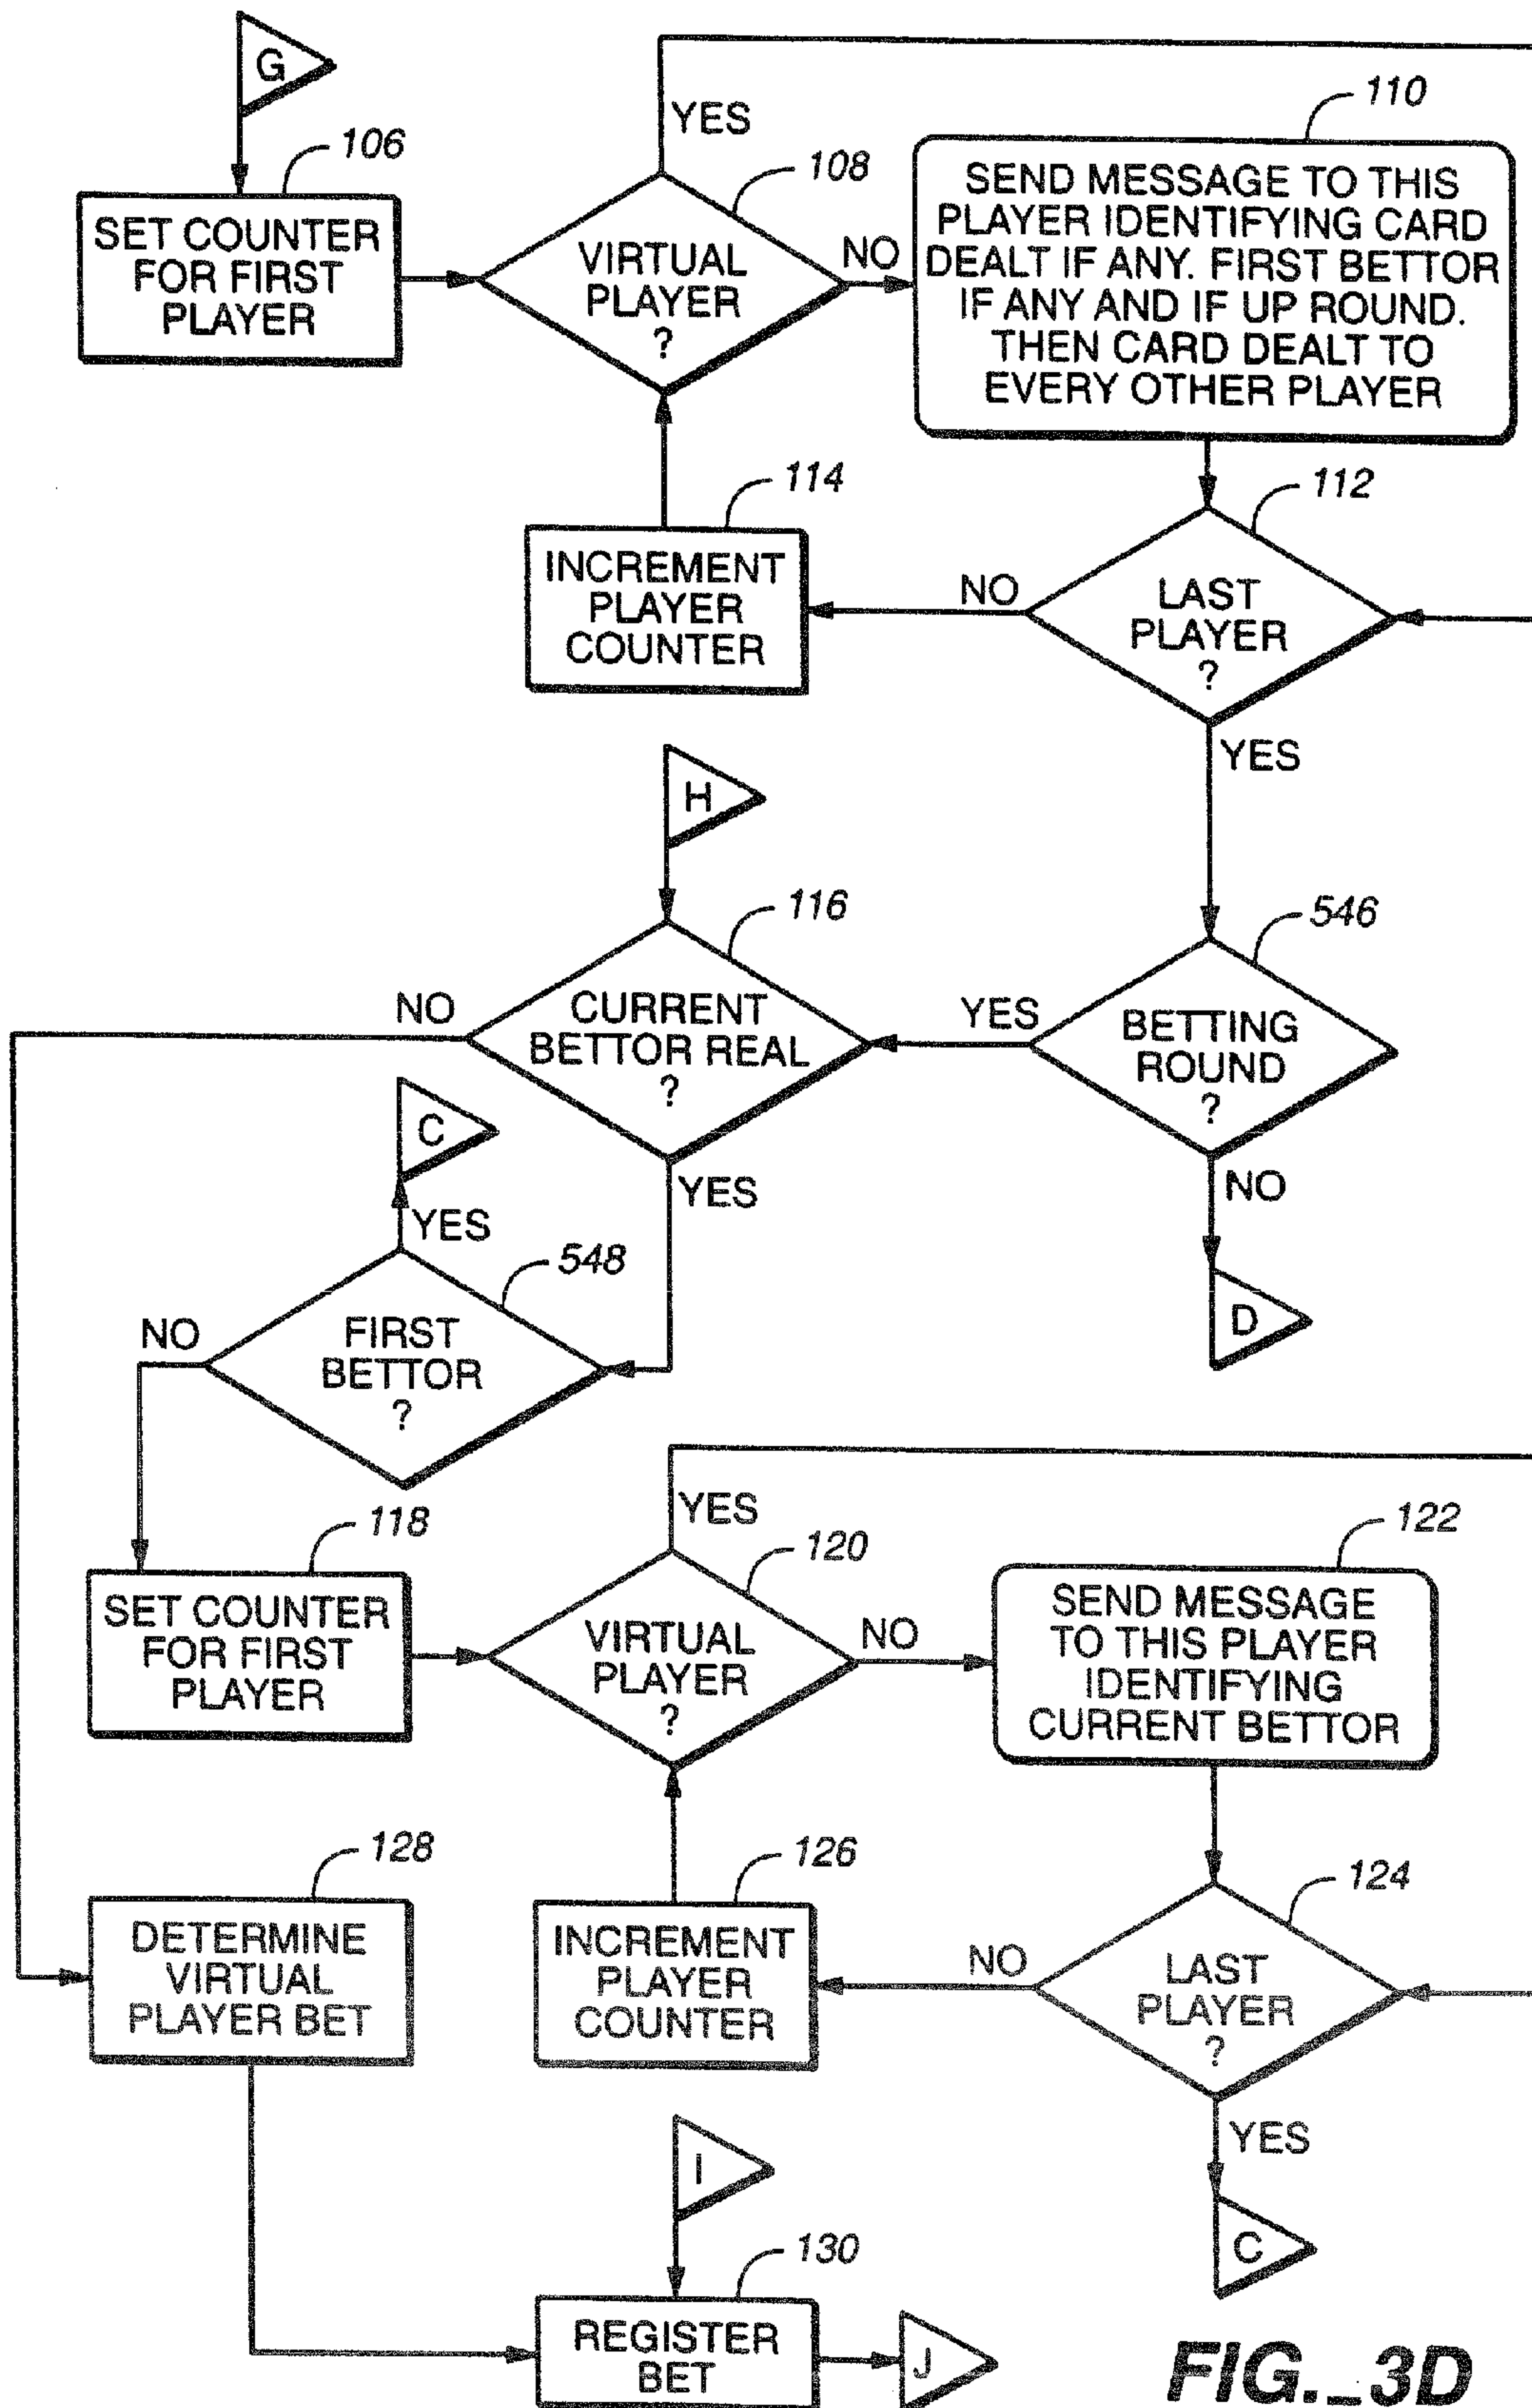 G
106
SET COUNTER
FOR FIRST
PLAYER
YES
108
VIRTUAL
PLAYER
?
NO
110
SEND MESSAGE TO THIS
PLAYER IDENTIFYING CARD
DEALT IF ANY. FIRST BETTOR
IF ANY AND IF UP ROUND.
THEN CARD DEALT TO
EVERY OTHER PLAYER
114
INCREMENT
PLAYER
COUNTER
NO
112
LAST
PLAYER
?
YES
H
116
NO
CURRENT
BETTOR REAL
?
YES
546
YES
BETTING
ROUND
?
NO
D
C
YES
548
NO
FIRST
BETTOR
?
118
SET COUNTER
FOR FIRST
PLAYER
YES
120
VIRTUAL
PLAYER
?
NO
122
SEND MESSAGE
TO THIS PLAYER
IDENTIFYING
CURRENT BETTOR
128
DETERMINE
VIRTUAL
PLAYER BET
126
INCREMENT
PLAYER
COUNTER
NO
124
LAST
PLAYER
?
YES
C
I
130
REGISTER
BET
J
FIG._3D